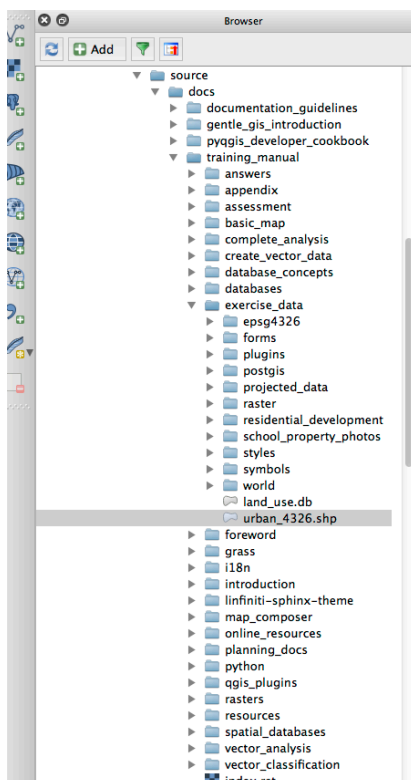 Browser
Add
source
docs
documentation_guidelines
gentle_gis_introduction
pyqgis_developer_cookbook
training_manual
answers
appendix
assessment
basic_map
complete_analysis
create_vector_data
database_concepts
databases
exercise_data
epsg4326
forms
plugins
postgis
projected_data
raster
residential_development
school_property_photos
styles
symbols
world
land_use.db
urban_4326.shp
foreword
grass
i18n
introduction
linfiniti-sphinx-theme
map_composer
online_resources
planning_docs
python
qgis_plugins
rasters
resources
spatial_databases
vector_analysis
vector_classification
index.rst